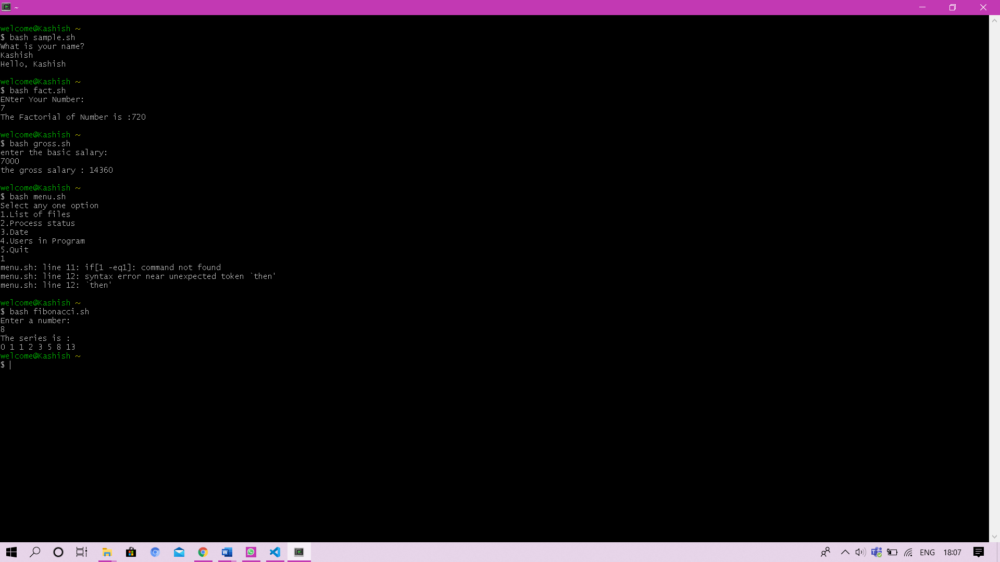 ~
welcome@Kashish ~
$ bash sample.sh
What is your name?
Kashish
Hello, Kashish
welcome@Kashish ~
$ bash fact.sh
ENter Your Number:
7
The Factorial of Number is :720
welcome@Kashish ~
$ bash gross.sh
enter the basic salary:
7000
the gross salary : 14360
welcome@Kashish ~
$ bash menu.sh
Select any one option
1.List of files
2.Process status
3.Date
4.Users in Program
5.Quit
1
menu.sh: line 11: if[1 -eq1]: command not found
menu.sh: line 12: syntax error near unexpected token `then'
menu.sh: line 12: `then'
welcome@Kashish ~
$ bash fibonacci.sh
Enter a number:
8
The series is :
0 1 1 2 3 5 8 13
welcome@Kashish ~
$
ENG 18:07